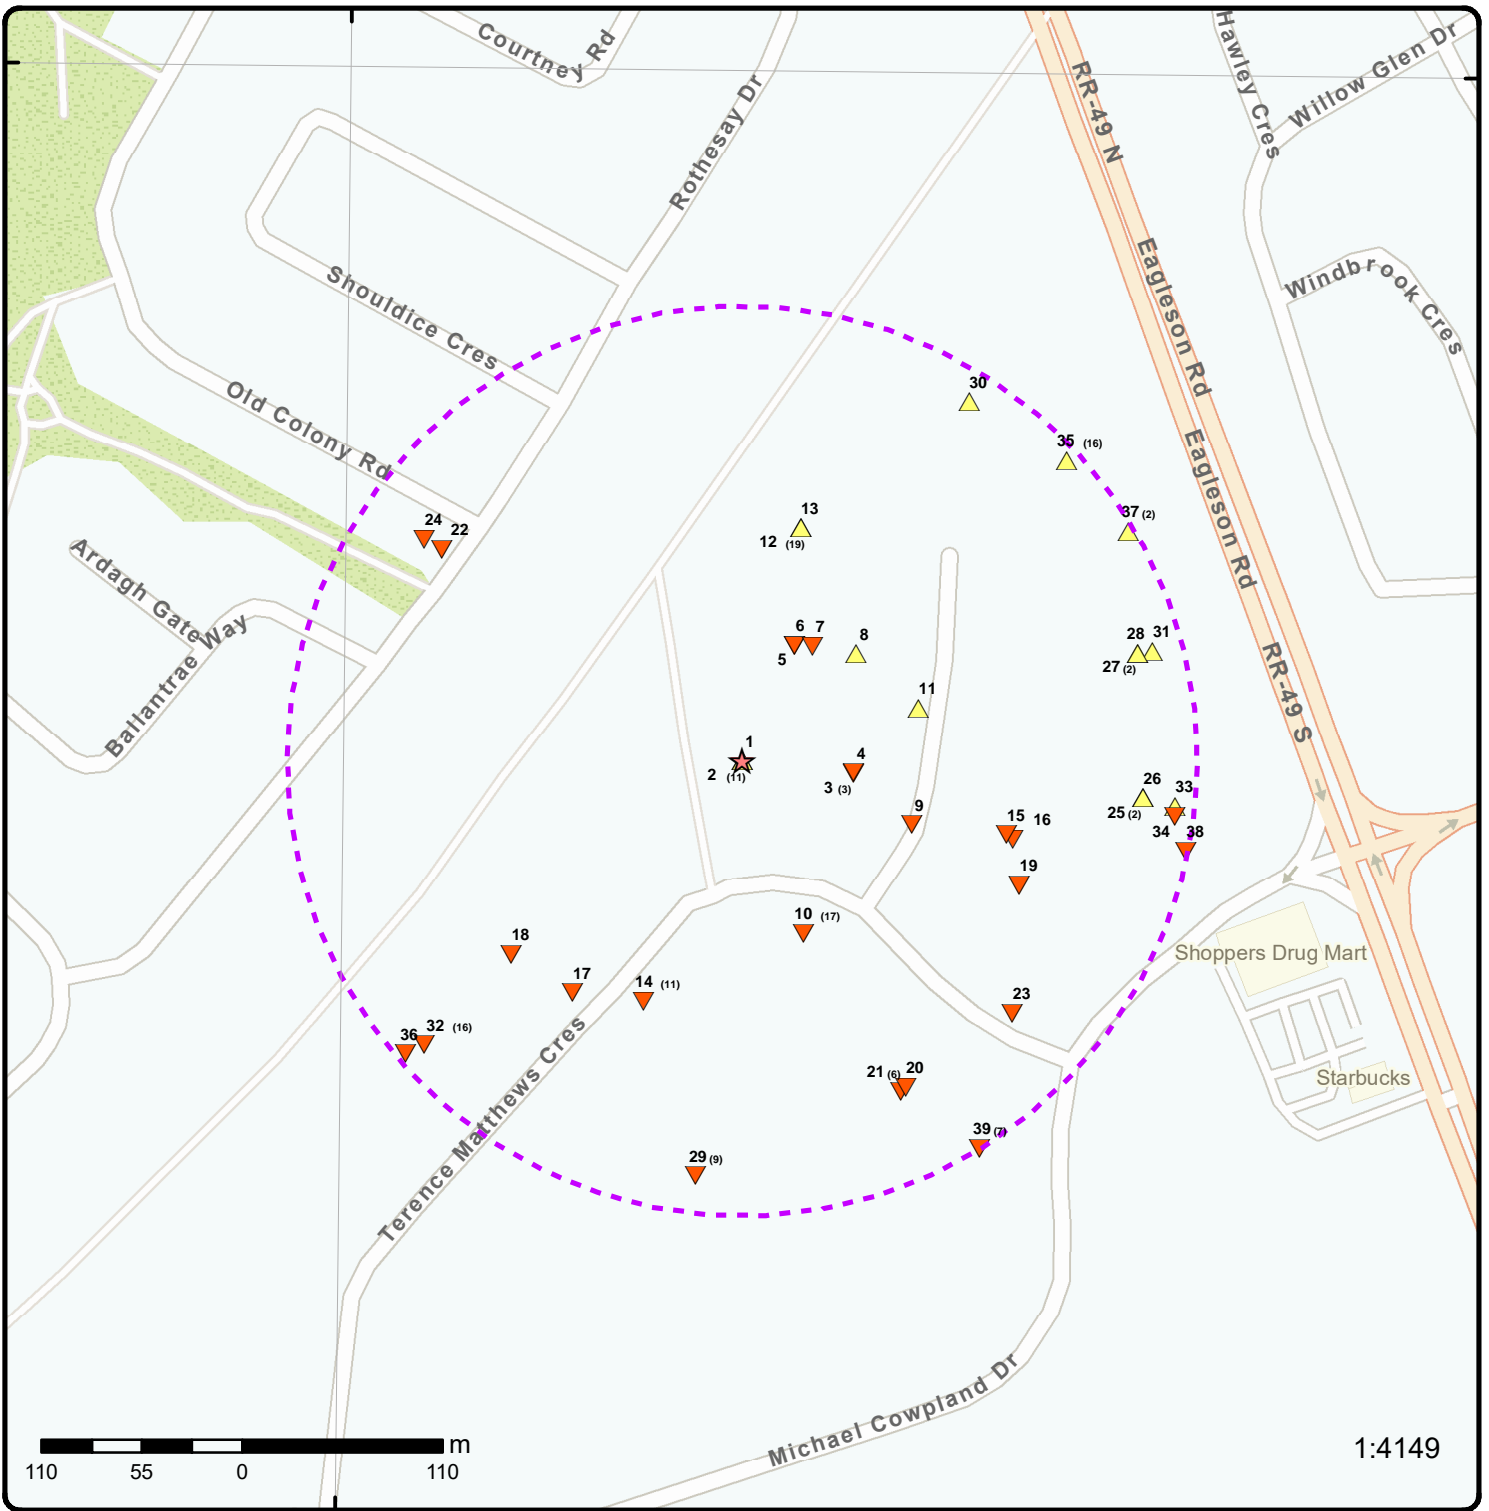 Courtney Rd
Rothesay Dr
RR-49 N
Hawley Cres
Willow Glen Dr
Shouldice Cres
Eagleson Rd
Windbrook Cres
Old Colony Rd
30
35 (16)
Eagleson Rd
24
22
13
12 (19)
37 (2)
Ardagh Gate
Ballantrae Way
6
7
5
8
28
31
27 (2)
RR-49 S
11
1
2 (11)
4
3 (3)
26
25 (2)
33
34
38
9
15
16
19
10 (17)
18
17
14 (11)
Shoppers Drug Mart
23
36
32 (16)
Terence Matthews Cres
21 (6)
20
Starbucks
39 (7)
29 (9)
Michael Cowpland Dr
m
110 55 0 110
1:4149